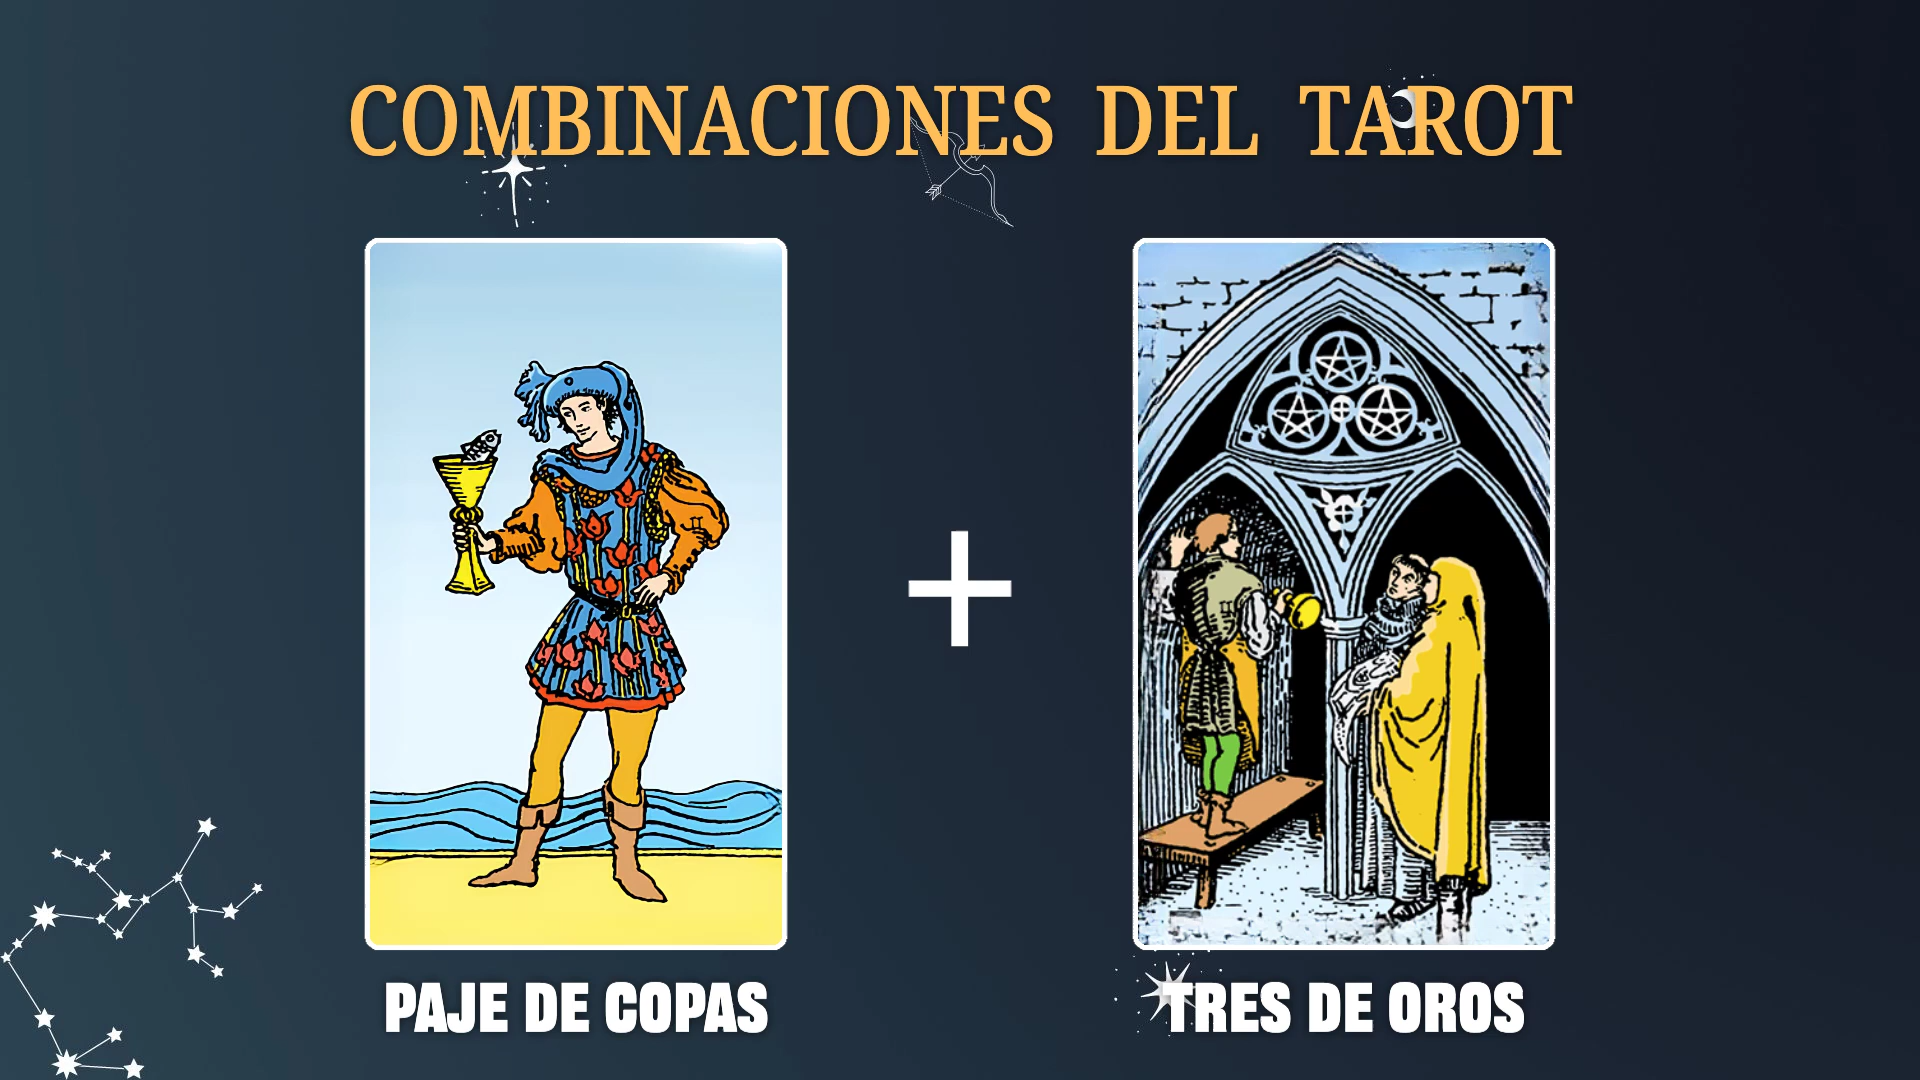 COMBINACIONES DEL TAROT
PAJE DE COPAS
TRES DE OROS